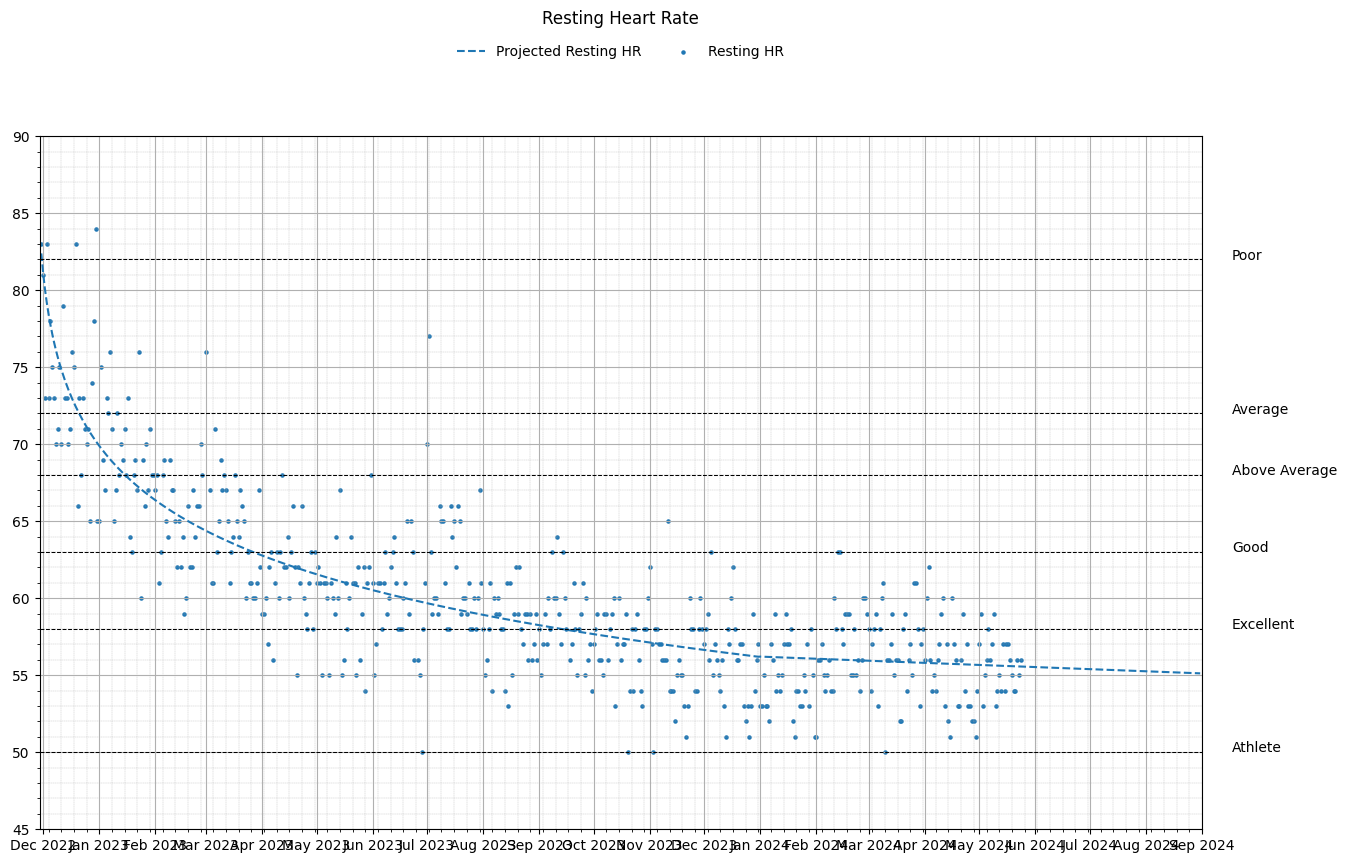 Resting Heart Rate
Projected Resting HR
Resting HR
90
85
80
75
70
65
60
55
50
45
Poor
Average
Above Average
Good
Excellent
Athlete
Dec 2022 Jan 2023 Feb 2023 Mar 2023 Apr 2023 May 2023 Jun 2023 Jul 2023 Aug 2023 Sep 2023 Oct 2023 Nov 2023 Dec 2023 Jan 2024 Feb 2024 Mar 2024 Apr 2024 May 2024 Jun 2024 Jul 2024 Aug 2024 Sep 2024